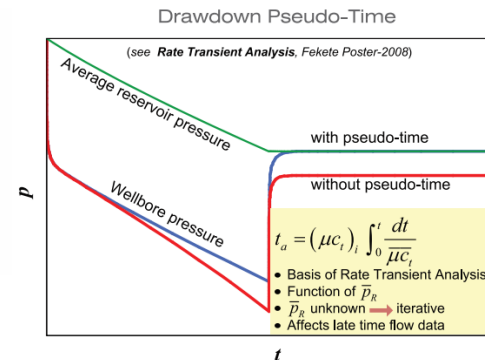 Drawdown Pseudo-Time
(see Rate Transient Analysis, Fekete Poster-2008)
Average reservoir pressure
with pseudo-time
without pseudo-time
p
Wellbore pressure
t_a = (μc_t)_i ∫_0^t dt / \overline{μc_t}
• Basis of Rate Transient Analysis
• Function of p̅_R
• p̅_R unknown → iterative
• Affects late time flow data
t